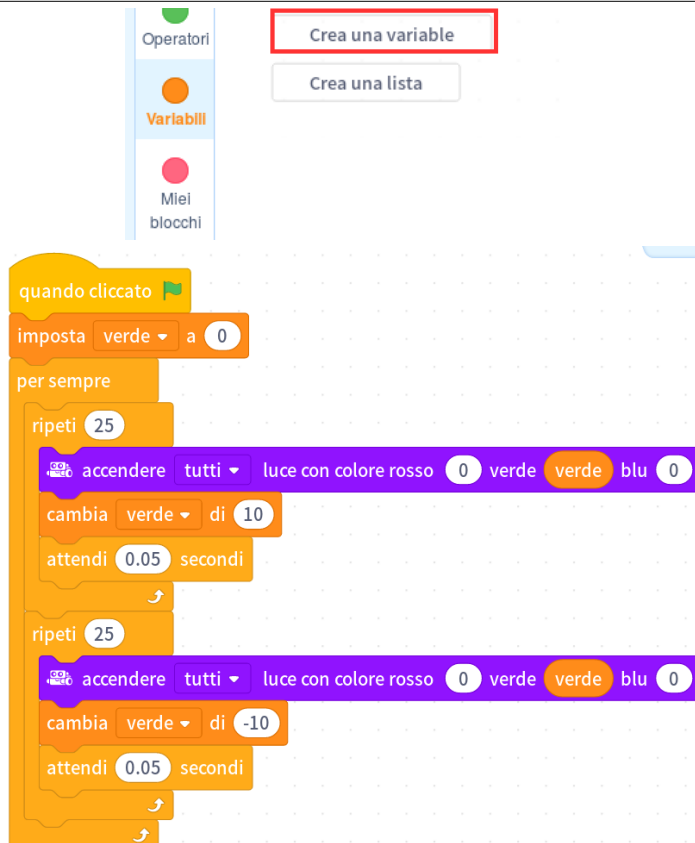 Operatori
Crea una variable
Variabili
Crea una lista
Miei
blocchi
quando cliccato
imposta verde a 0
per sempre
ripeti 25
accendere tutti luce con colore rosso 0 verde verde blu 0
cambia verde di 10
attendi 0.05 secondi
ripeti 25
accendere tutti luce con colore rosso 0 verde verde blu 0
cambia verde di -10
attendi 0.05 secondi